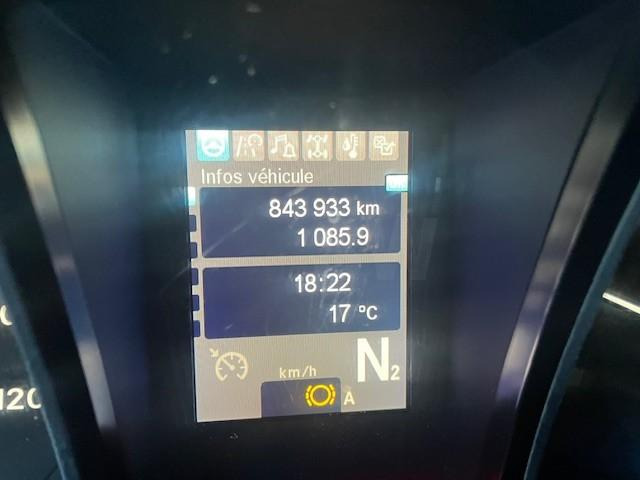 Infos véhicule
843 933 km
1 085.9
18:22
17 °C
km/h
N2
A
120